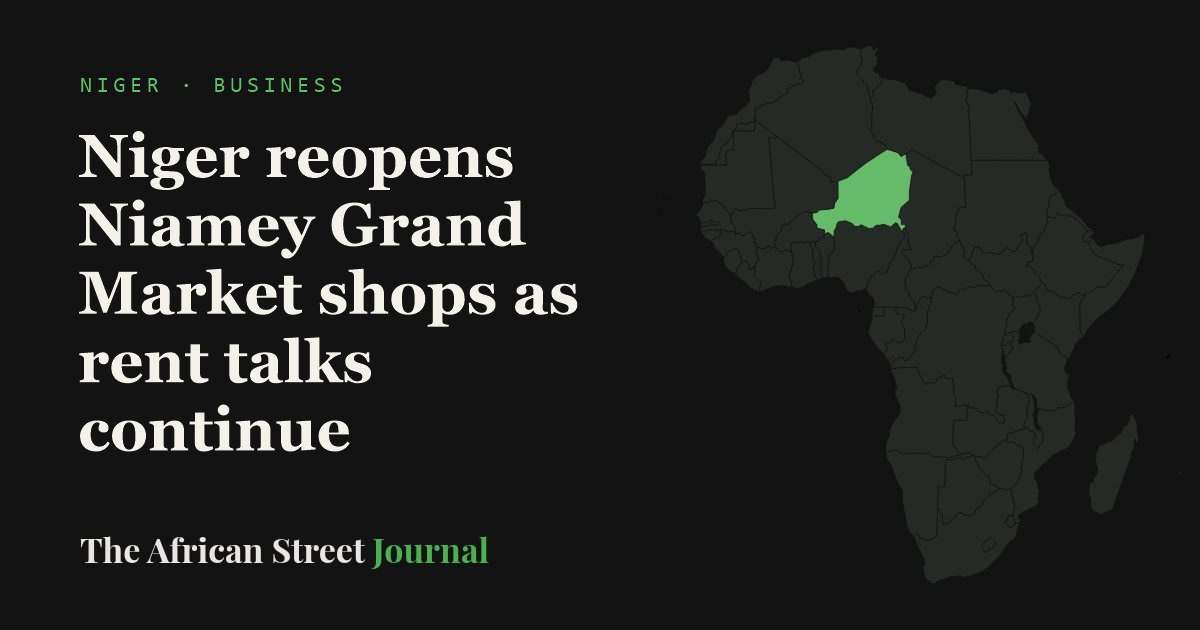 NIGER · BUSINESS
Niger reopens
Niamey Grand
Market shops as
rent talks
continue
The African Street Journal